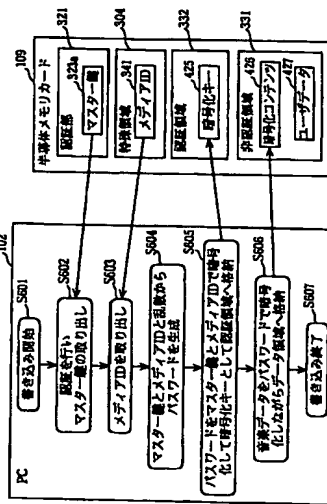 102
PC
S601
書き込み開始
S602
認証を行い
マスター鍵の取り出し
S603
メディアIDを取り出し
S604
マスター鍵とメディアIDと乱数から
パスワードを生成
S605
パスワードをマスター鍵とメディアIDで暗号
化して暗号化キーとして認証領域へ格納
S606
音楽データをパスワードで暗号
化しながらデータ領域へ格納
S607
書き込み終了
109
半導体メモリカード
321
認証部
323a
マスター鍵
304
特殊領域
341
メディアID
332
認証領域
425
暗号化キー
331
非認証領域
426
暗号化コンテンツ
427
ユーザデータ